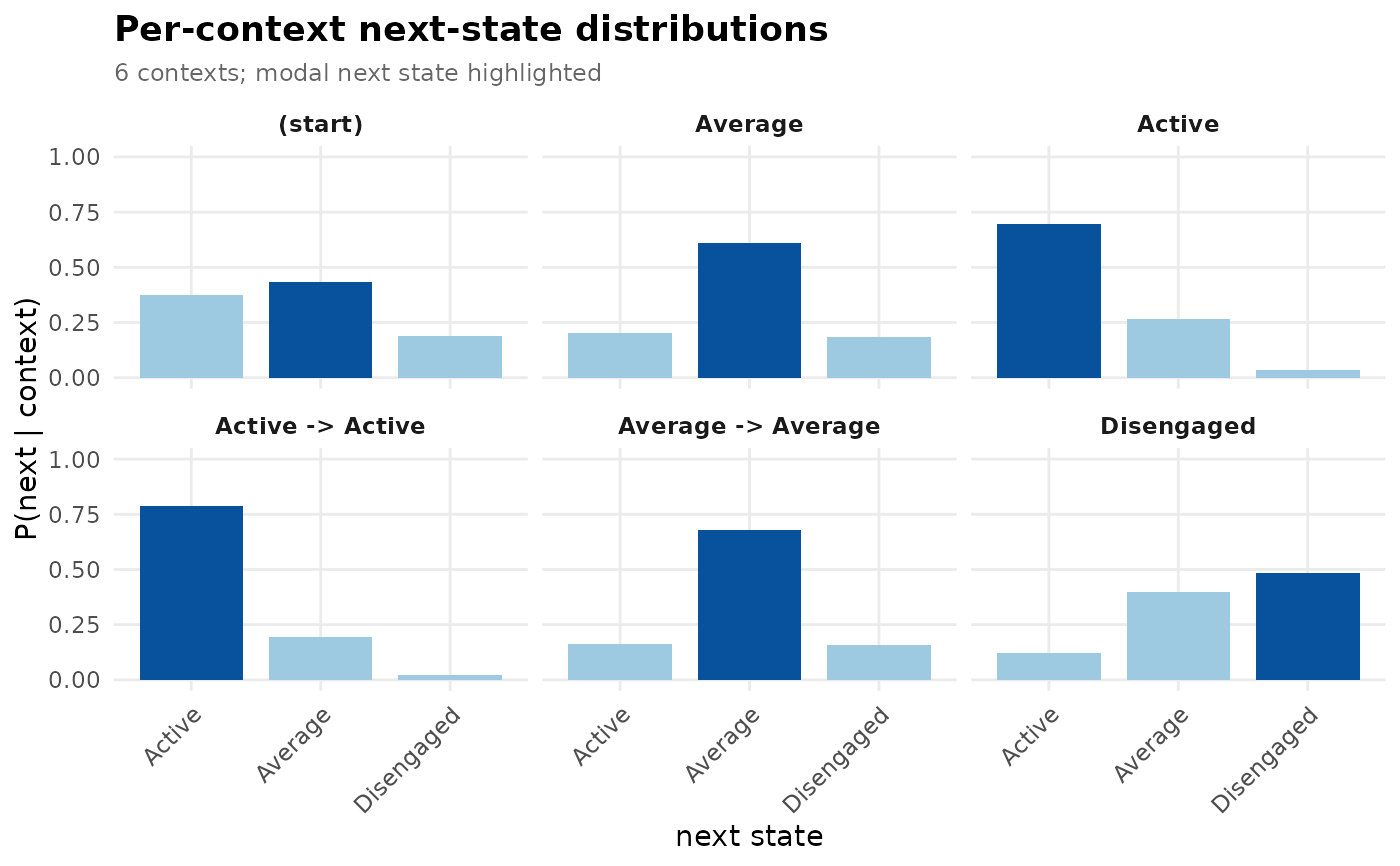 Per-context next-state distributions
6 contexts; modal next state highlighted
(start)
Average
Active
1.00
0.75
0.50
0.25
0.00
Active -> Active
Average -> Average
Disengaged
1.00
0.75
0.50
0.25
0.00
P(next | context)
Active
Average
Disengaged
Active
Average
Disengaged
Active
Average
Disengaged
next state